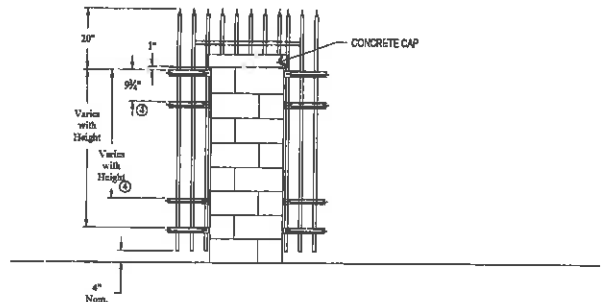 20"
1"
CONCRETE CAP
9¾"
④
Varies
with
Height
Varies
with
Height
④
4"
Nom.